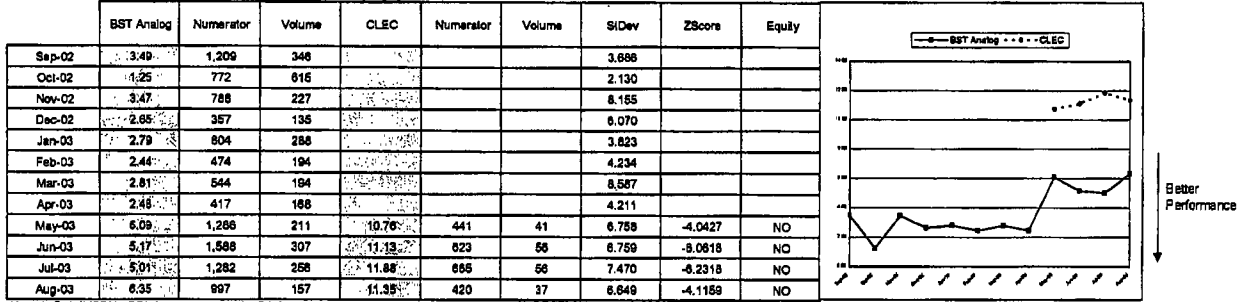 BST Analog Numerator Volume CLEC Numerator Volume StDev ZScore Equity
Sep-02 3.49 1,209 346 3.686
Oct-02 1.25 772 615 2.130
Nov-02 3.47 788 227 8.155
Dec-02 2.65 357 135 6.070
Jan-03 2.79 804 288 3.823
Feb-03 2.44 474 194 4.234
Mar-03 2.81 544 194 8.587
Apr-03 2.48 417 168 4.211
May-03 6.09 1,286 211 10.76 441 41 6.758 -4.0427 NO
Jun-03 5.17 1,588 307 11.13 623 56 6.759 -6.0618 NO
Jul-03 5.01 1,282 256 11.88 665 56 7.470 -6.2318 NO
Aug-03 6.35 997 157 11.35 420 37 6.649 -4.1159 NO
BST Analog CLEC
Better
Performance